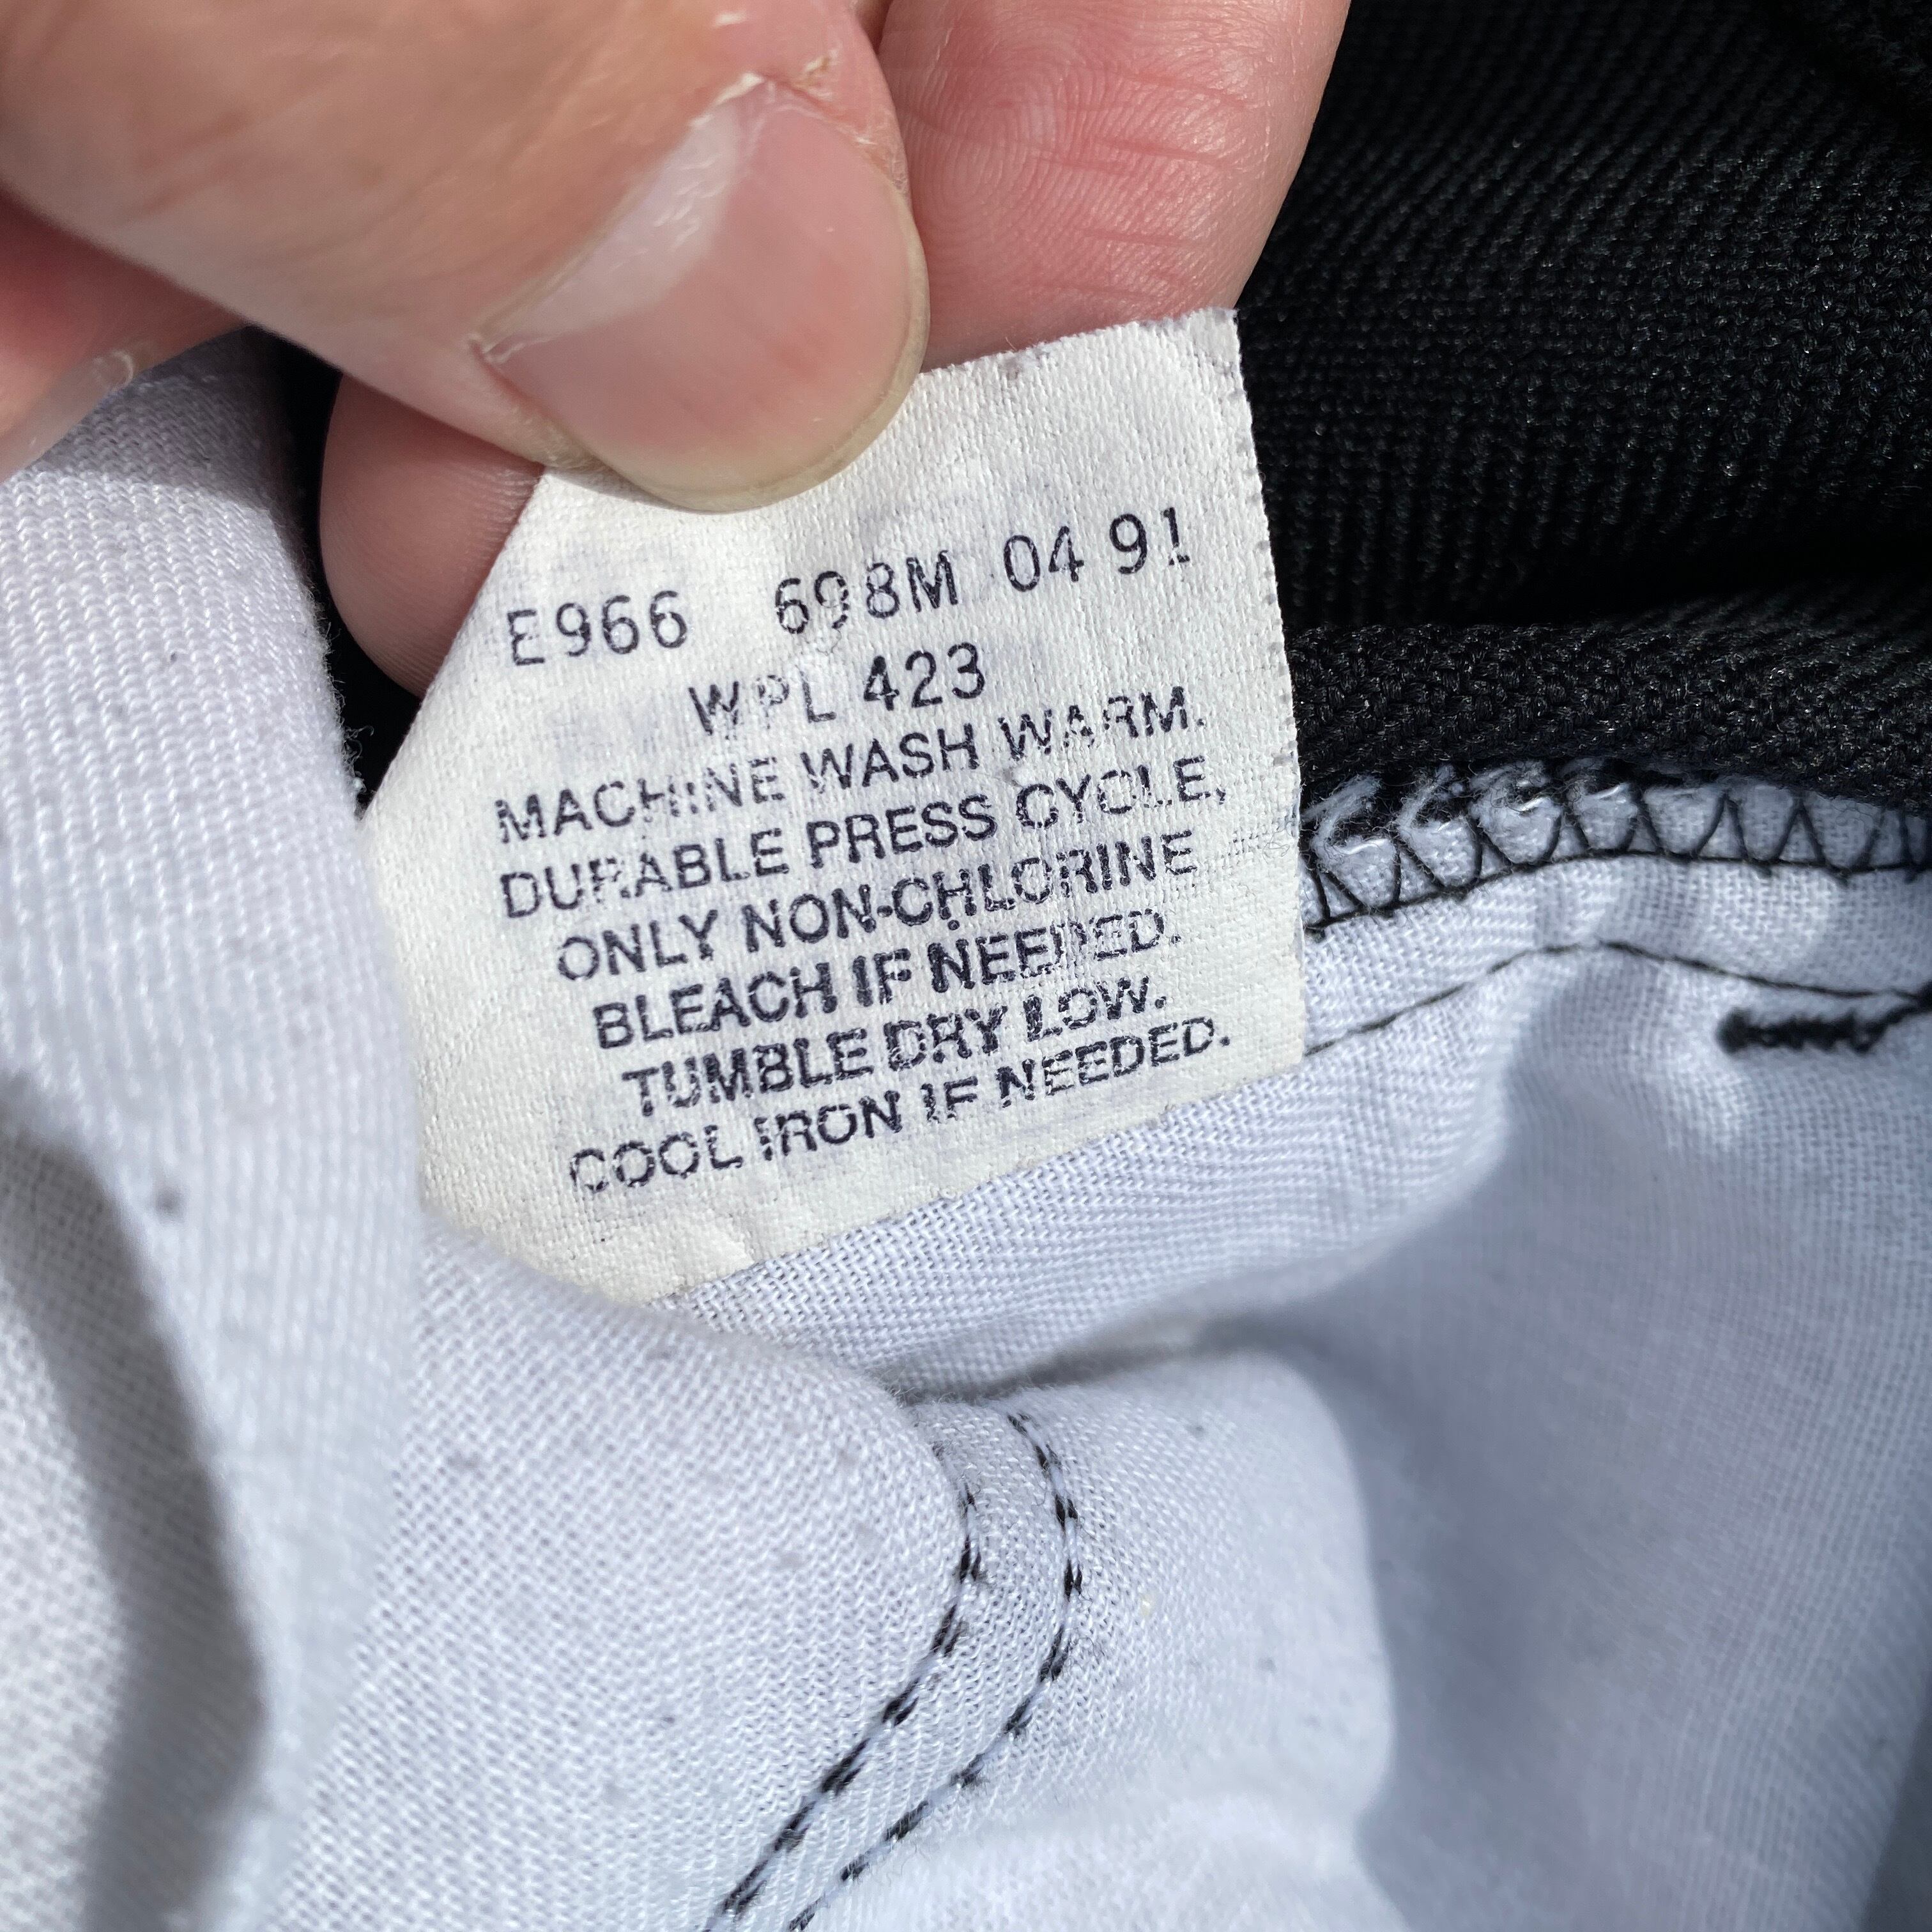 E966 698M 04 91
WPL 423
MACHINE WASH WARM.
DURABLE PRESS CYCLE,
ONLY NON-CHLORINE
BLEACH IF NEEDED.
TUMBLE DRY LOW.
COOL IRON IF NEEDED.